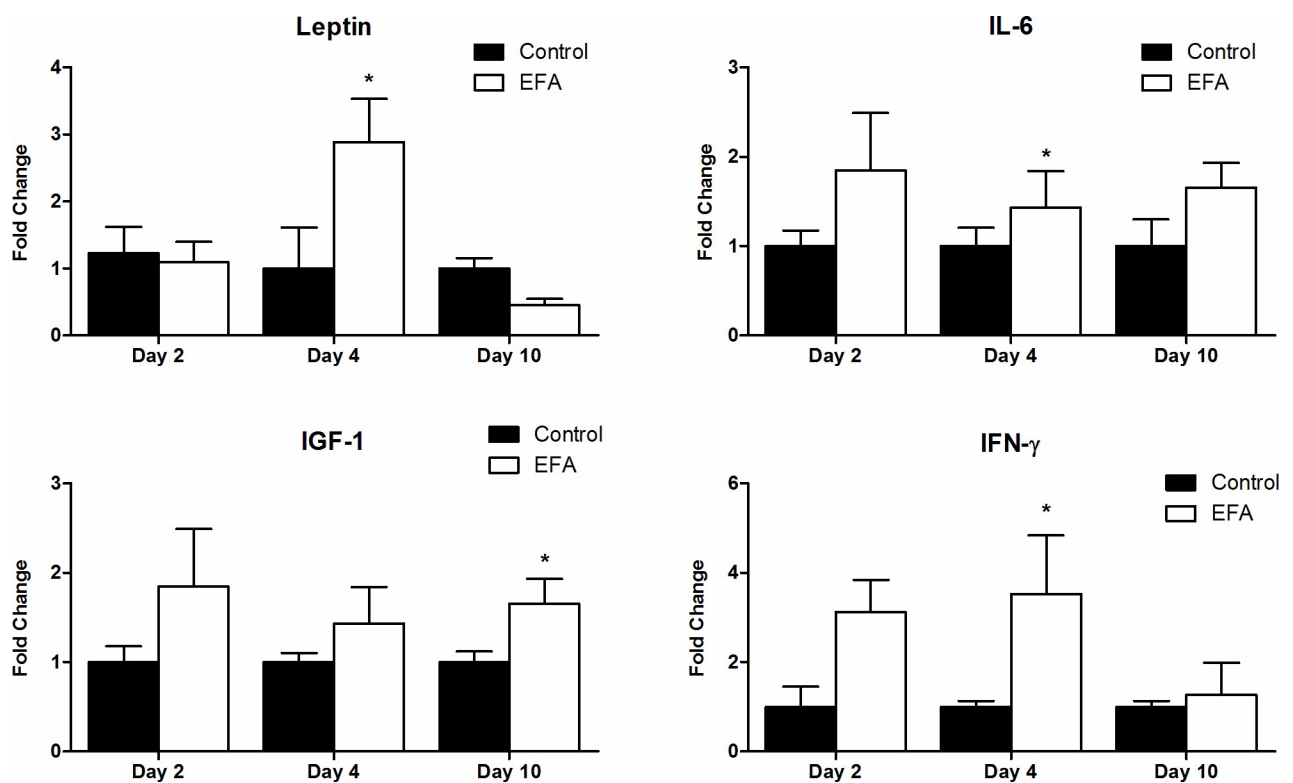 Leptin
Control
EFA
Fold Change
4
*
3
2
1
0
Day 2
Day 4
Day 10
IL-6
Control
EFA
Fold Change
3
2
*
1
0
Day 2
Day 4
Day 10
IGF-1
Control
EFA
Fold Change
3
2
*
1
0
Day 2
Day 4
Day 10
IFN-γ
Control
EFA
Fold Change
6
*
4
2
0
Day 2
Day 4
Day 10